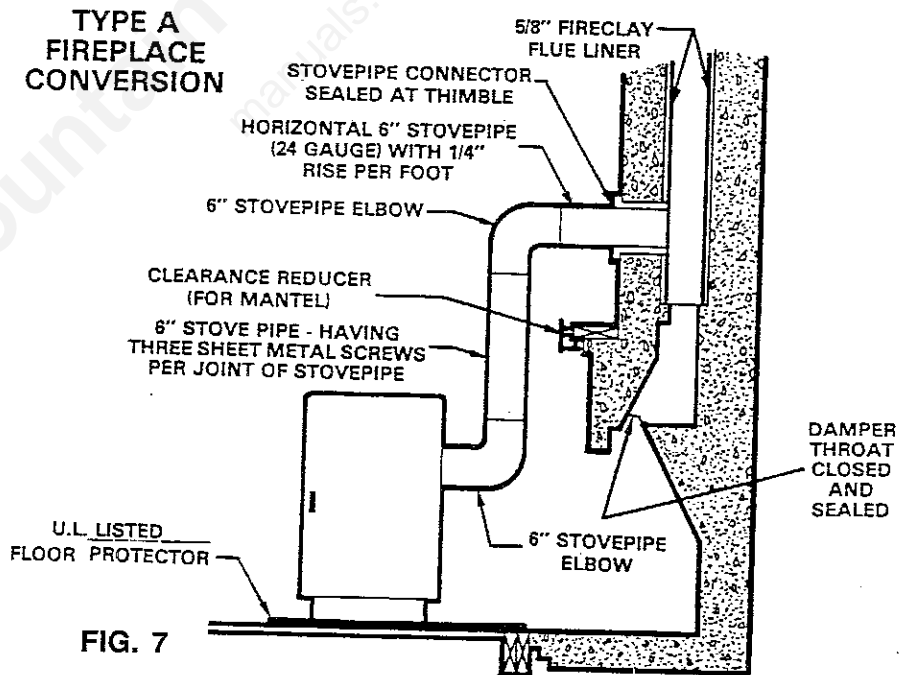 TYPE A
FIREPLACE
CONVERSION
5/8" FIRECLAY
FLUE LINER
STOVEPIPE CONNECTOR
SEALED AT THIMBLE
HORIZONTAL 6" STOVEPIPE
(24 GAUGE) WITH 1/4"
RISE PER FOOT
6" STOVEPIPE ELBOW
CLEARANCE REDUCER
(FOR MANTEL)
6" STOVE PIPE - HAVING
THREE SHEET METAL SCREWS
PER JOINT OF STOVEPIPE
DAMPER
THROAT
CLOSED
AND
SEALED
U.L. LISTED
FLOOR PROTECTOR
6" STOVEPIPE
ELBOW
FIG. 7
manuals.